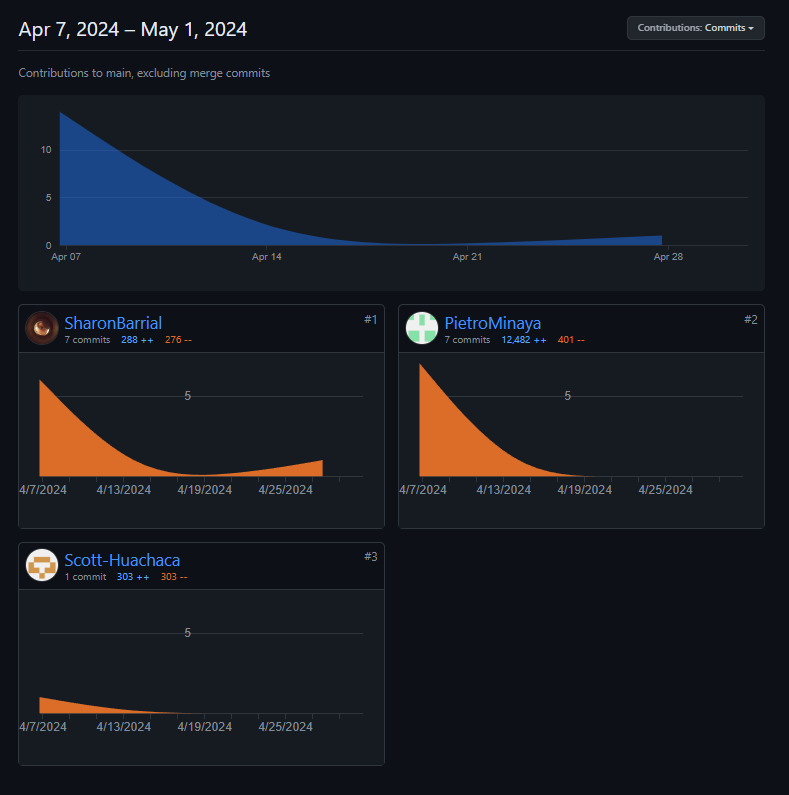 Apr 7, 2024 – May 1, 2024
Contributions: Commits
Contributions to main, excluding merge commits
10
5
0
Apr 07 Apr 14 Apr 21 Apr 28
SharonBarrial #1
7 commits 288 ++ 276 --
5
4/7/2024 4/13/2024 4/19/2024 4/25/2024
PietroMinaya #2
7 commits 12,482 ++ 401 --
5
4/7/2024 4/13/2024 4/19/2024 4/25/2024
Scott-Huachaca #3
1 commit 303 ++ 303 --
5
4/7/2024 4/13/2024 4/19/2024 4/25/2024